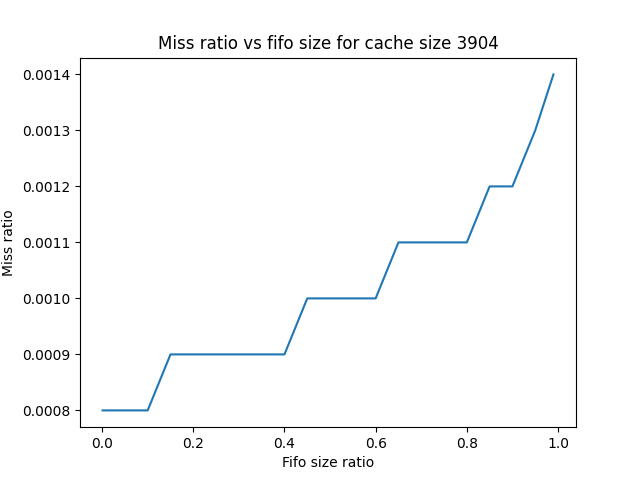 Miss ratio vs fifo size for cache size 3904
0.0014
0.0013
0.0012
0.0011
0.0010
0.0009
0.0008
Miss ratio
0.0 0.2 0.4 0.6 0.8 1.0
Fifo size ratio